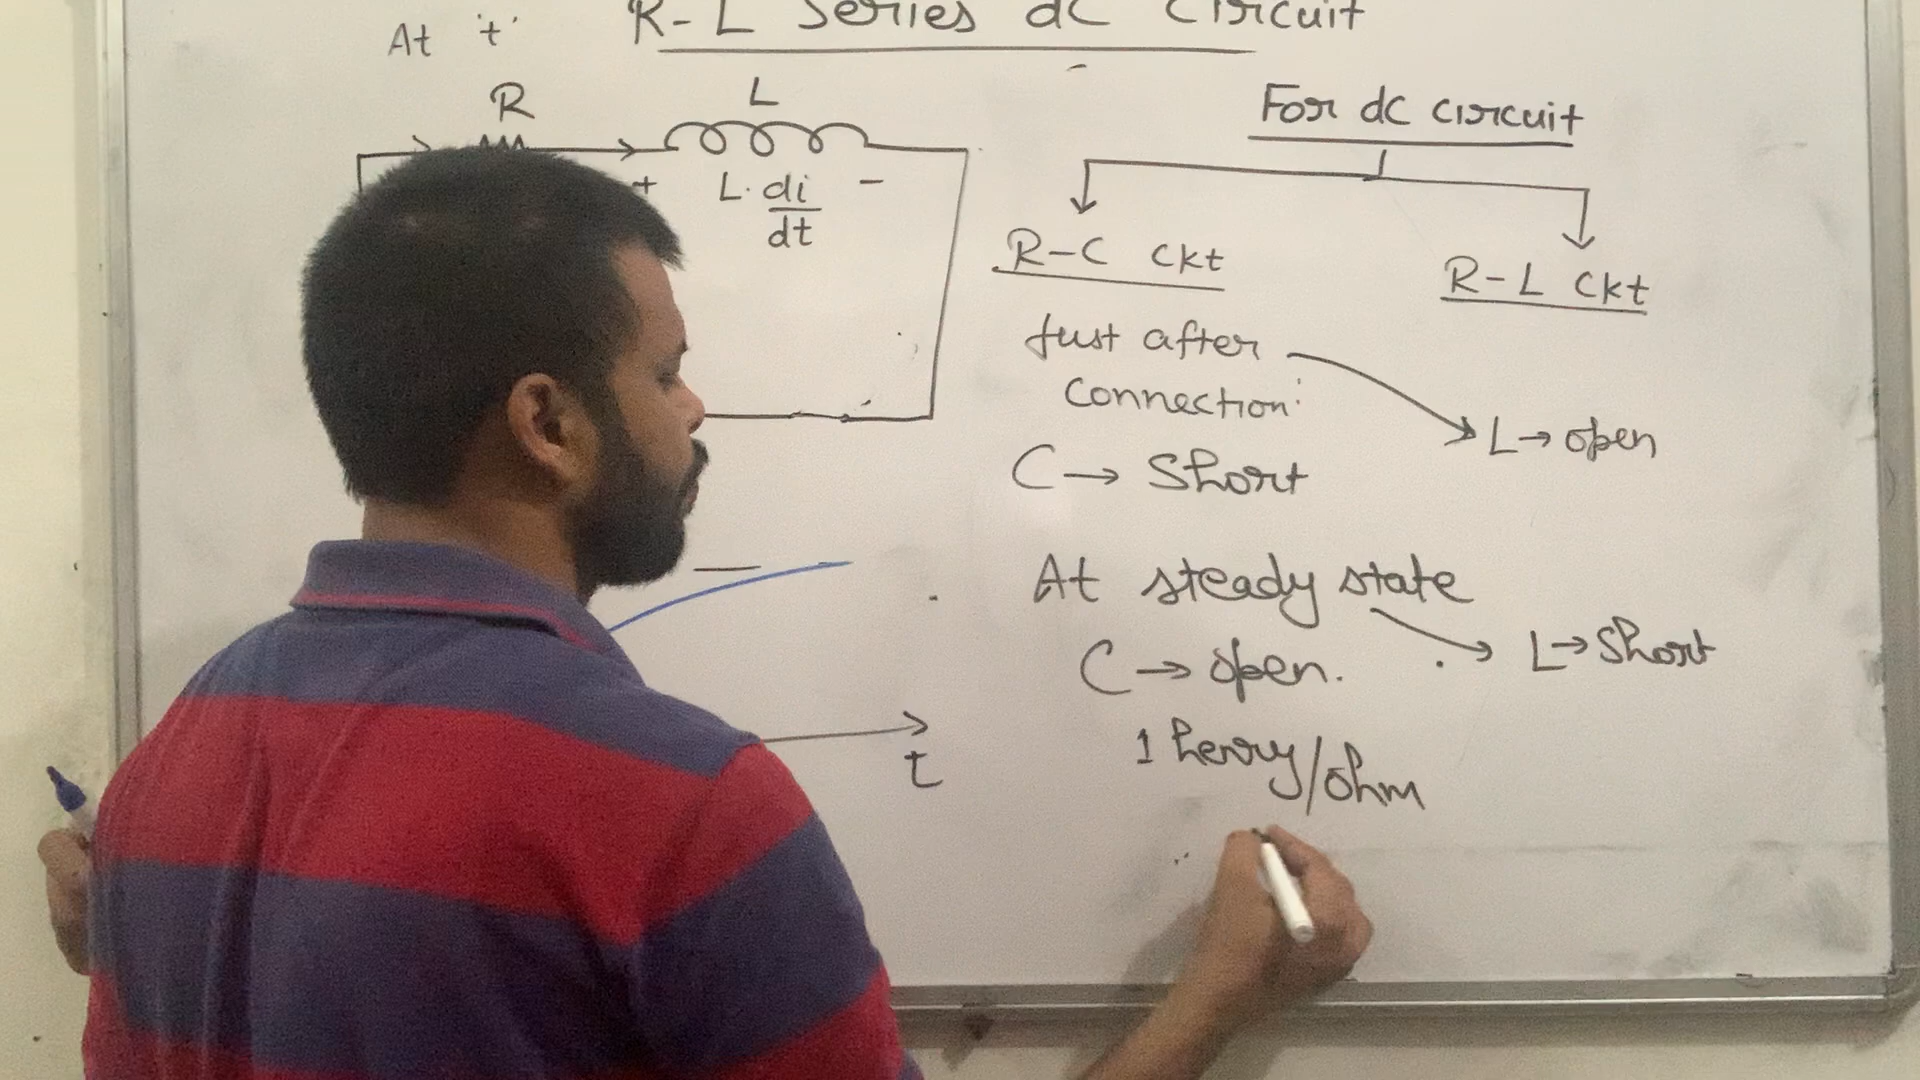 At 't'
R-L Series dC Circuit
R
L
+ L. di/dt -
For dC circuit
R-C Ckt
R-L Ckt
Just after
connection:
L→ open
C→ Short
At steady state
L→ Short
C→ open.
1 henry/ohm
t